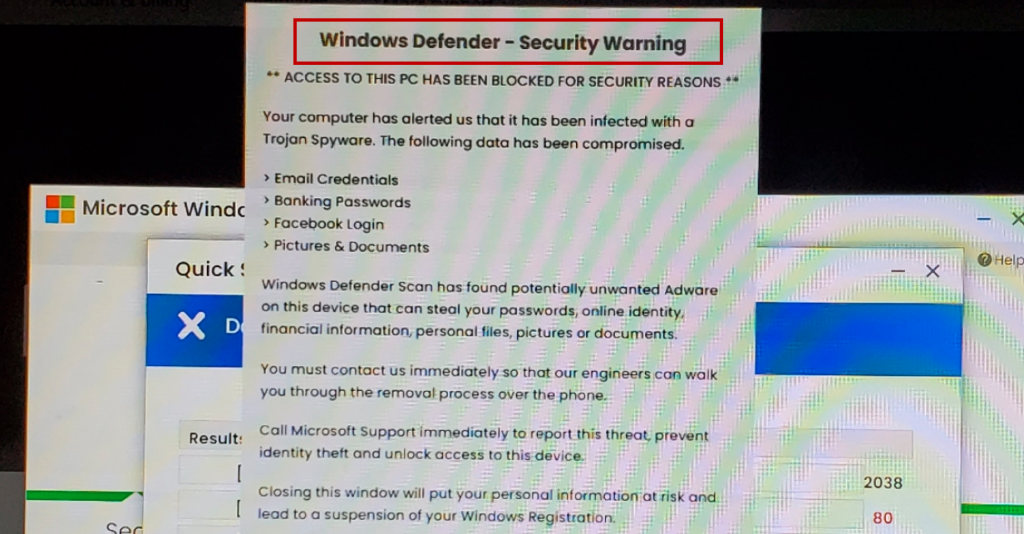 Windows Defender - Security Warning
** ACCESS TO THIS PC HAS BEEN BLOCKED FOR SECURITY REASONS **
Your computer has alerted us that it has been infected with a
Trojan Spyware. The following data has been compromised.
> Email Credentials
> Banking Passwords
> Facebook Login
> Pictures & Documents
Windows Defender Scan has found potentially unwanted Adware
on this device that can steal your passwords, online identity,
financial information, personal files, pictures or documents.
You must contact us immediately so that our engineers can walk
you through the removal process over the phone.
Call Microsoft Support immediately to report this threat, prevent
identity theft and unlock access to this device.
Closing this window will put your personal information at risk and
lead to a suspension of your Windows Registration.
Microsoft Windo
Help
Quick
Results
2038
80